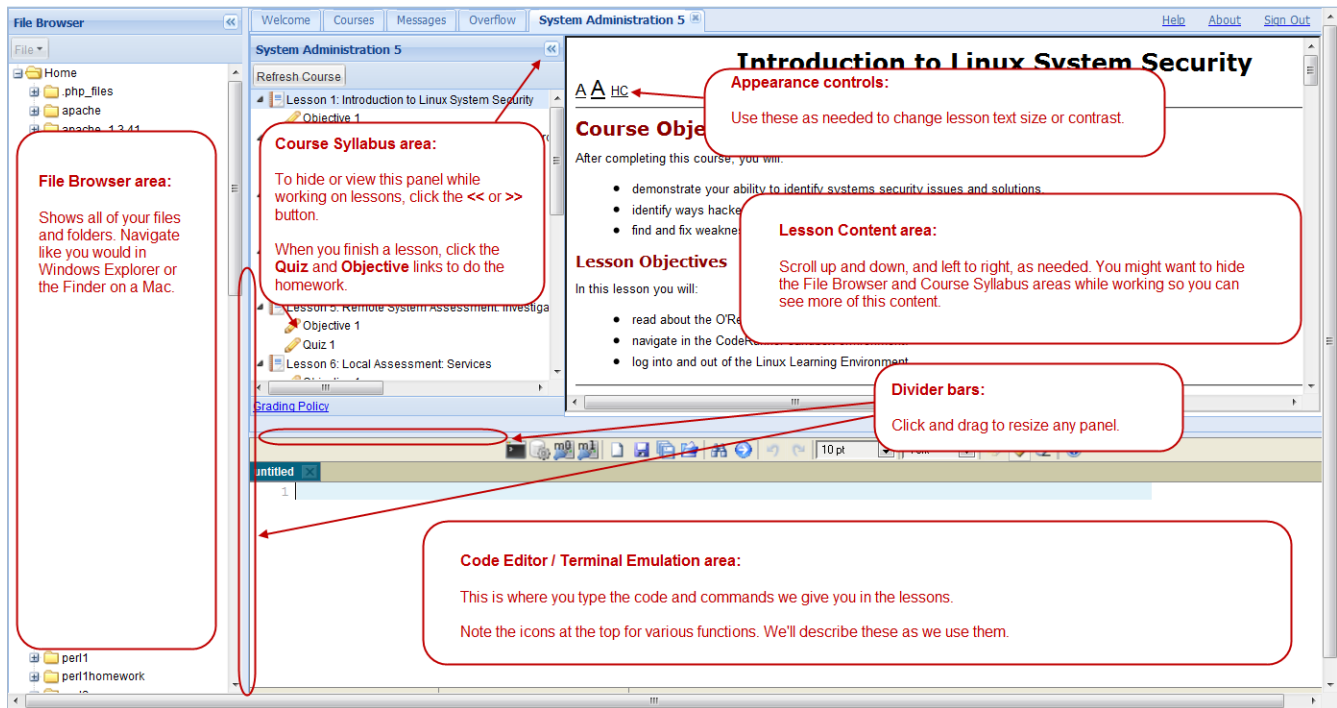 File Browser
Welcome Courses Messages Overflow System Administration 5
Help About Sign Out
File
Home
.php_files
apache
apache_1.3.41
File Browser area:
Shows all of your files
and folders. Navigate
like you would in
Windows Explorer or
the Finder on a Mac.
perl1
perl1homework
System Administration 5
Refresh Course
Lesson 1: Introduction to Linux System Security
Objective 1
Course Syllabus area:
To hide or view this panel while
working on lessons, click the << or >>
button.
When you finish a lesson, click the
Quiz and Objective links to do the
homework.
Lesson 5: Remote System Assessment: Investiga
Objective 1
Quiz 1
Lesson 6: Local Assessment: Services
Grading Policy
Introduction to Linux System Security
A A HC
Appearance controls:
Use these as needed to change lesson text size or contrast.
Course Obje
After completing this course, you will:
demonstrate your ability to identify systems security issues and solutions.
identify ways hacke
find and fix weakne
Lesson Content area:
Scroll up and down, and left to right, as needed. You might want to hide
the File Browser and Course Syllabus areas while working so you can
see more of this content.
Lesson Objectives
In this lesson you will:
read about the O'Re
navigate in the CodeRunner Sandbox environment.
log into and out of the Linux Learning Environment
Divider bars:
Click and drag to resize any panel.
m0 m1 10 pt
untitled
1
Code Editor / Terminal Emulation area:
This is where you type the code and commands we give you in the lessons.
Note the icons at the top for various functions. We'll describe these as we use them.